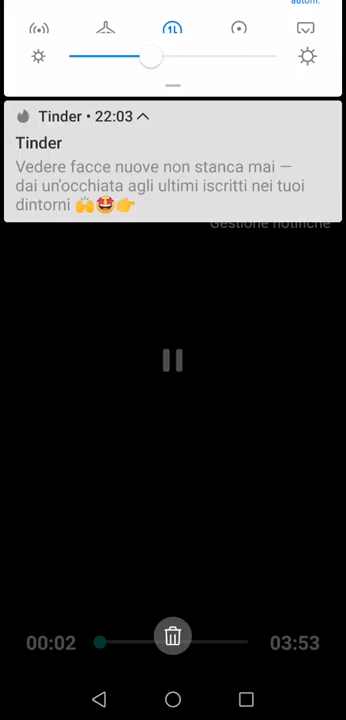 autom.
Tinder • 22:03
Tinder
Vedere facce nuove non stanca mai —
dai un'occhiata agli ultimi iscritti nei tuoi
dintorni 🙌🤩👉
Gestione notifiche
00:02
03:53